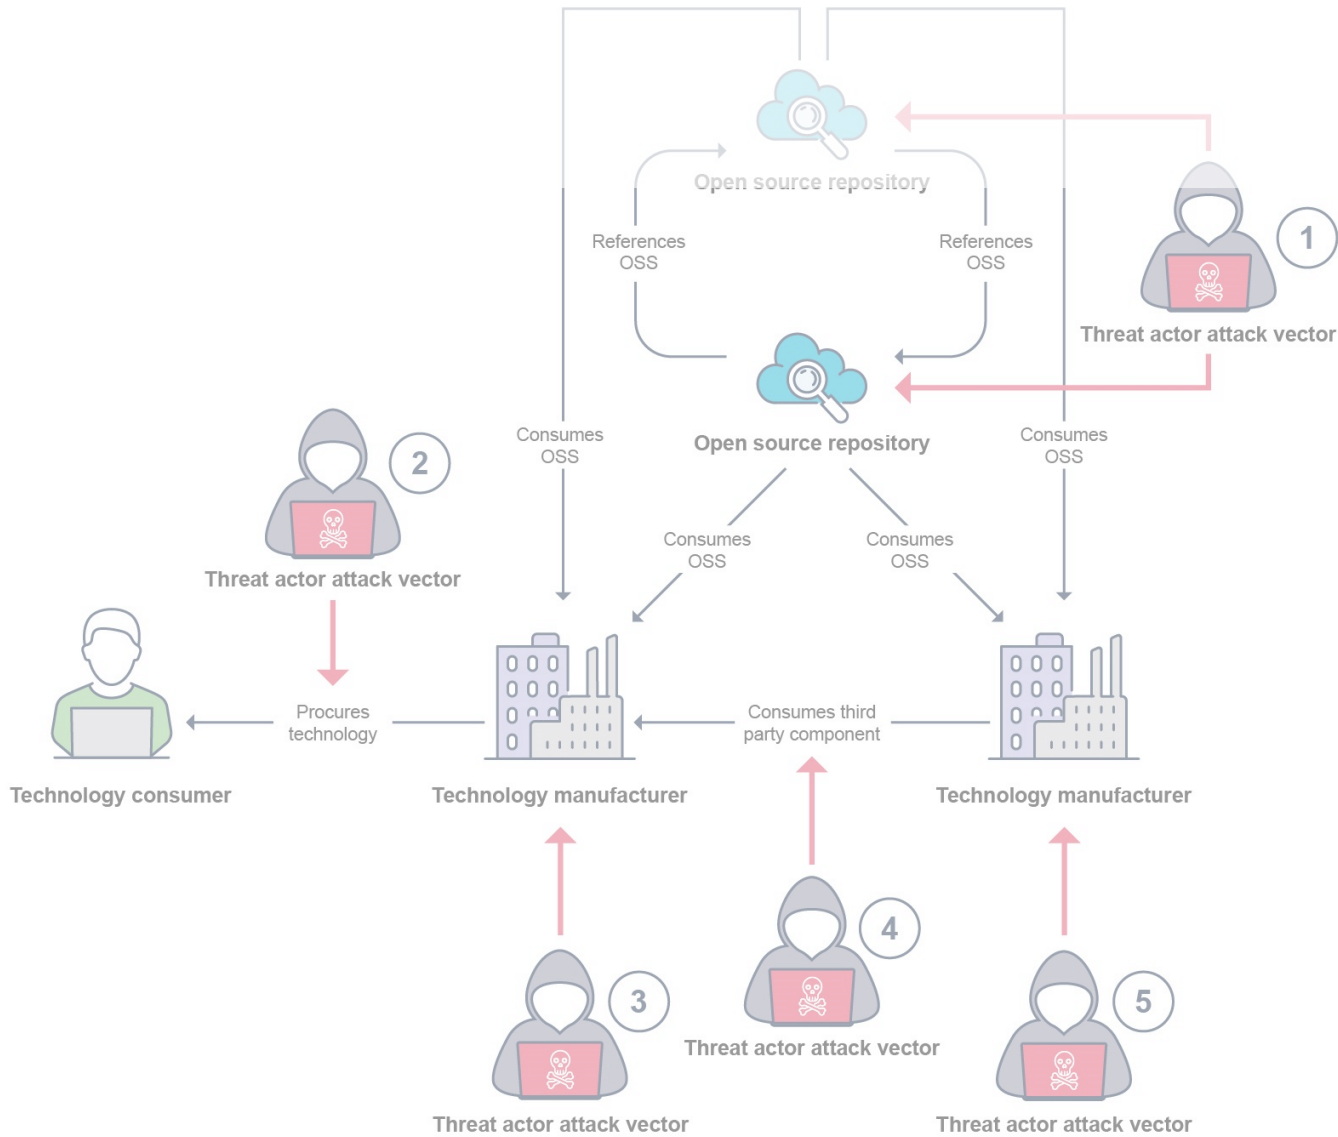 Open source repository
References
OSS
References
OSS
1
Threat actor attack vector
Consumes
OSS
Open source repository
Consumes
OSS
2
Threat actor attack vector
Consumes
OSS
Consumes
OSS
Procures
technology
Consumes third
party component
Technology consumer
Technology manufacturer
Technology manufacturer
3
Threat actor attack vector
4
Threat actor attack vector
5
Threat actor attack vector